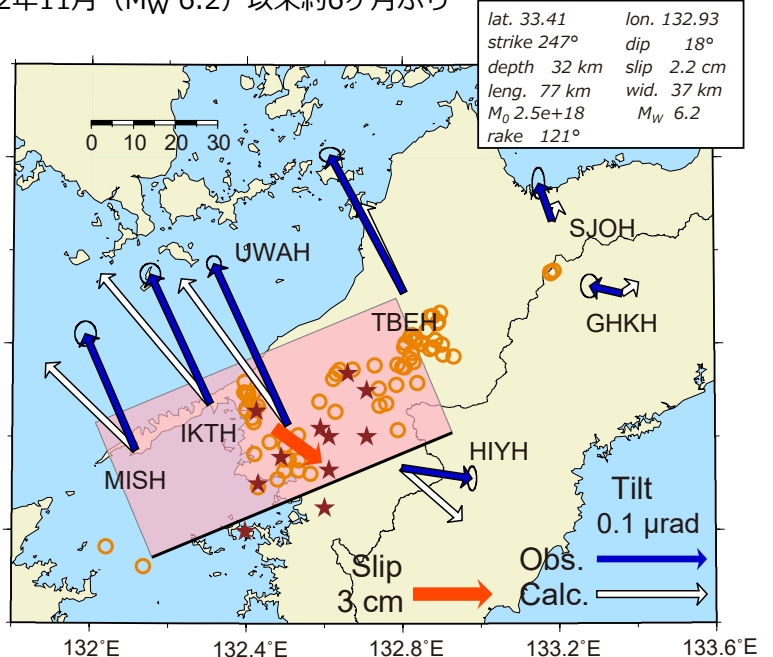 2年11月（MW 6.2）以来約6ヶ月ぶり
lat. 33.41 lon. 132.93
strike 247° dip 18°
depth 32 km slip 2.2 cm
leng. 77 km wid. 37 km
M0 2.5e+18 MW 6.2
rake 121°
0 10 20 30
UWAH
SJOH
GHKH
TBEH
IKTH
MISH
HIYH
Tilt
0.1 μrad
Slip
3 cm
Obs.
Calc.
132°E 132.4°E 132.8°E 133.2°E 133.6°E